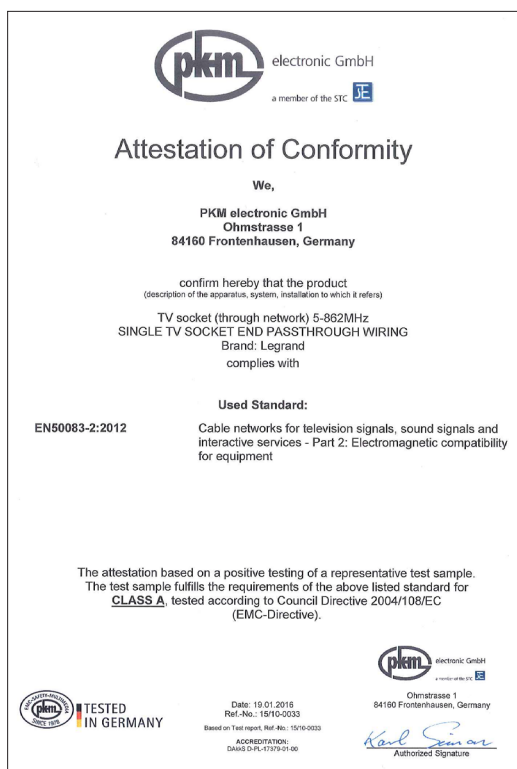 pkm electronic GmbH
a member of the STC
Attestation of Conformity
We,
PKM electronic GmbH
Ohmstrasse 1
84160 Frontenhausen, Germany
confirm hereby that the product
(description of the apparatus, system, installation to which it refers)
TV socket (through network) 5-862MHz
SINGLE TV SOCKET END PASSTHROUGH WIRING
Brand: Legrand
complies with
Used Standard:
EN50083-2:2012 Cable networks for television signals, sound signals and
interactive services - Part 2: Electromagnetic compatibility
for equipment
The attestation based on a positive testing of a representative test sample.
The test sample fulfills the requirements of the above listed standard for
CLASS A, tested according to Council Directive 2004/108/EC
(EMC-Directive).
pkm electronic GmbH
a member of the STC
Ohmstrasse 1
84160 Frontenhausen, Germany
Authorized Signature
Date: 19.01.2016
Ref.-No.: 15/10-0033
Based on Test report, Ref.-No.: 15/10-0033
ACCREDITATION:
DAkkS D-PL-17379-01-00
pkm
SINCE 1978
TESTED
IN GERMANY